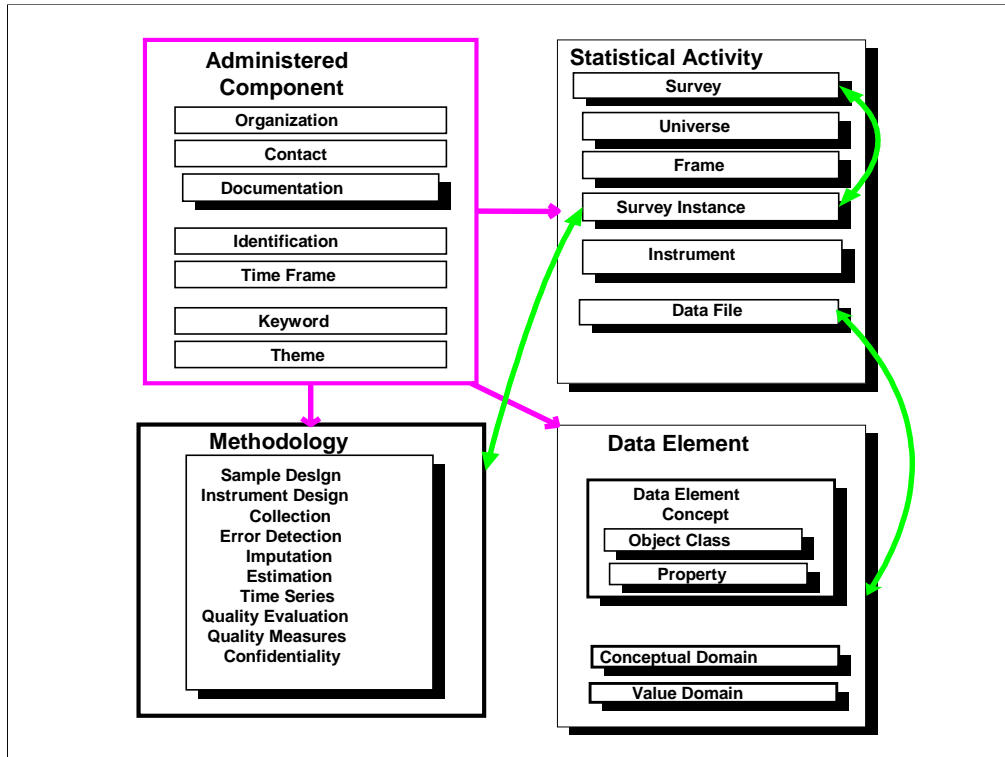 Administered
Component
Organization
Contact
Documentation
Identification
Time Frame
Keyword
Theme
Statistical Activity
Survey
Universe
Frame
Survey Instance
Instrument
Data File
Methodology
Sample Design
Instrument Design
Collection
Error Detection
Imputation
Estimation
Time Series
Quality Evaluation
Quality Measures
Confidentiality
Data Element
Data Element
Concept
Object Class
Property
Conceptual Domain
Value Domain